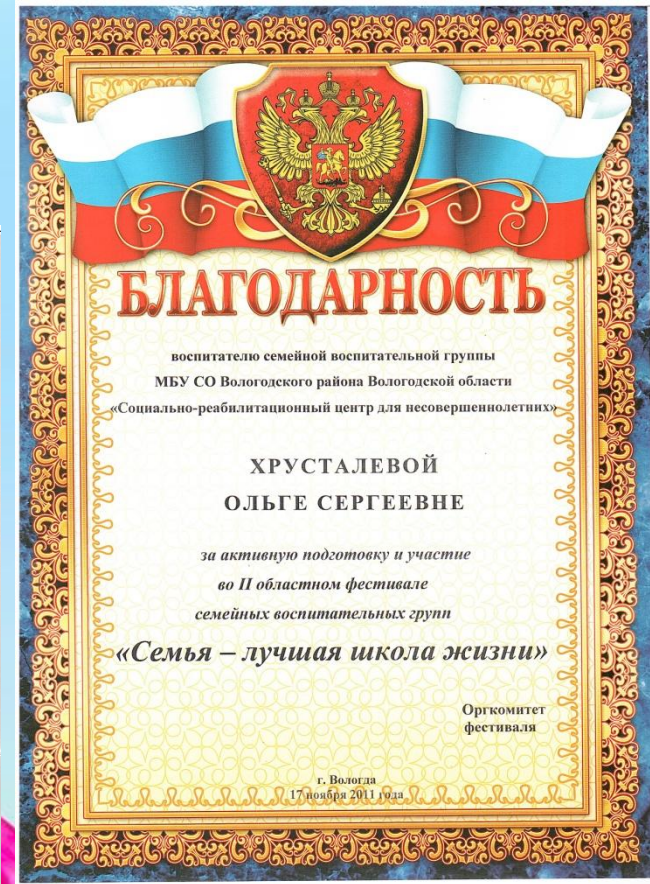 БЛАГОДАРНОСТЬ
воспитателю семейной воспитательной группы
МБУ СО Вологодского района Вологодской области
«Социально-реабилитационный центр для несовершеннолетних»
ХРУСТАЛЕВОЙ
ОЛЬГЕ СЕРГЕЕВНЕ
за активную подготовку и участие
во II областном фестивале
семейных воспитательных групп
«Семья – лучшая школа жизни»
Оргкомитет
фестиваля
г. Вологда
17 ноября 2011 года